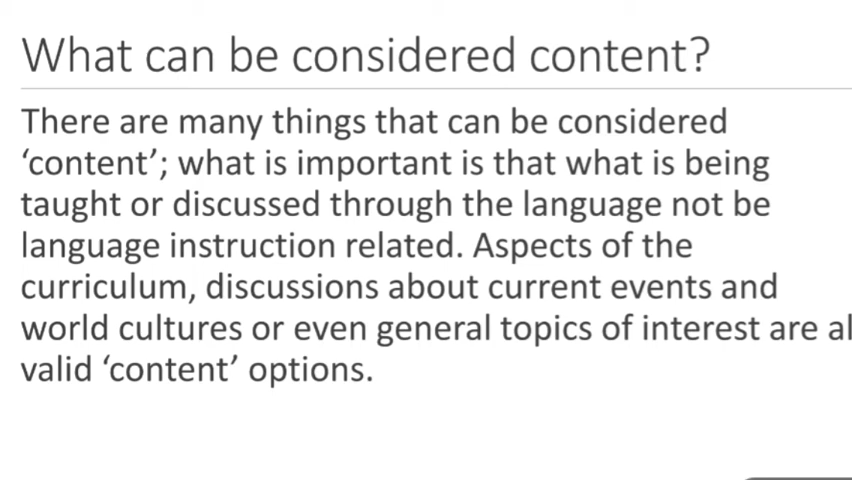 What can be considered content?
There are many things that can be considered
‘content’; what is important is that what is being
taught or discussed through the language not be
language instruction related. Aspects of the
curriculum, discussions about current events and
world cultures or even general topics of interest are al
valid ‘content’ options.